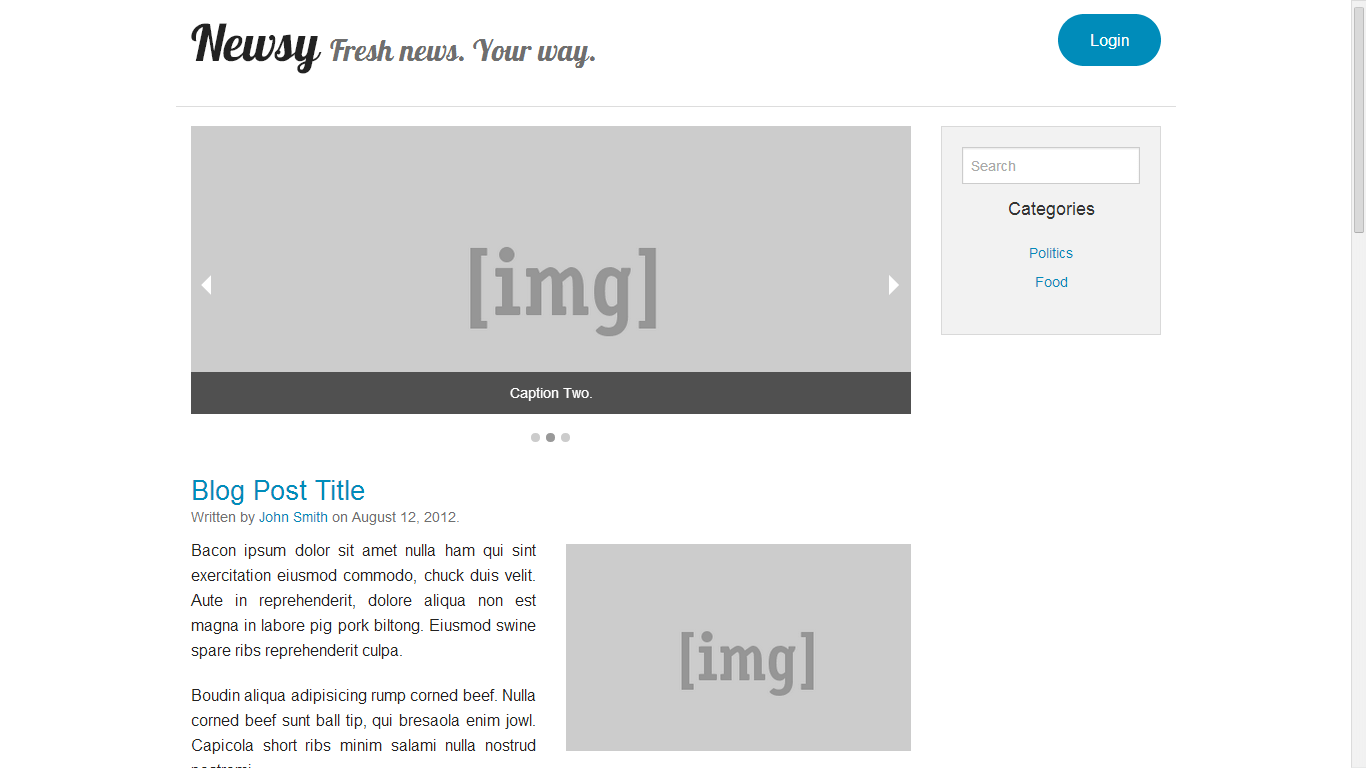 Newsy Fresh news. Your way.
Login
[img]
Caption Two.
Search
Categories
Politics
Food
Blog Post Title
Written by John Smith on August 12, 2012.
Bacon ipsum dolor sit amet nulla ham qui sint
exercitation eiusmod commodo, chuck duis velit.
Aute in reprehenderit, dolore aliqua non est
magna in labore pig pork biltong. Eiusmod swine
spare ribs reprehenderit culpa.
Boudin aliqua adipisicing rump corned beef. Nulla
corned beef sunt ball tip, qui bresaola enim jowl.
Capicola short ribs minim salami nulla nostrud
[img]